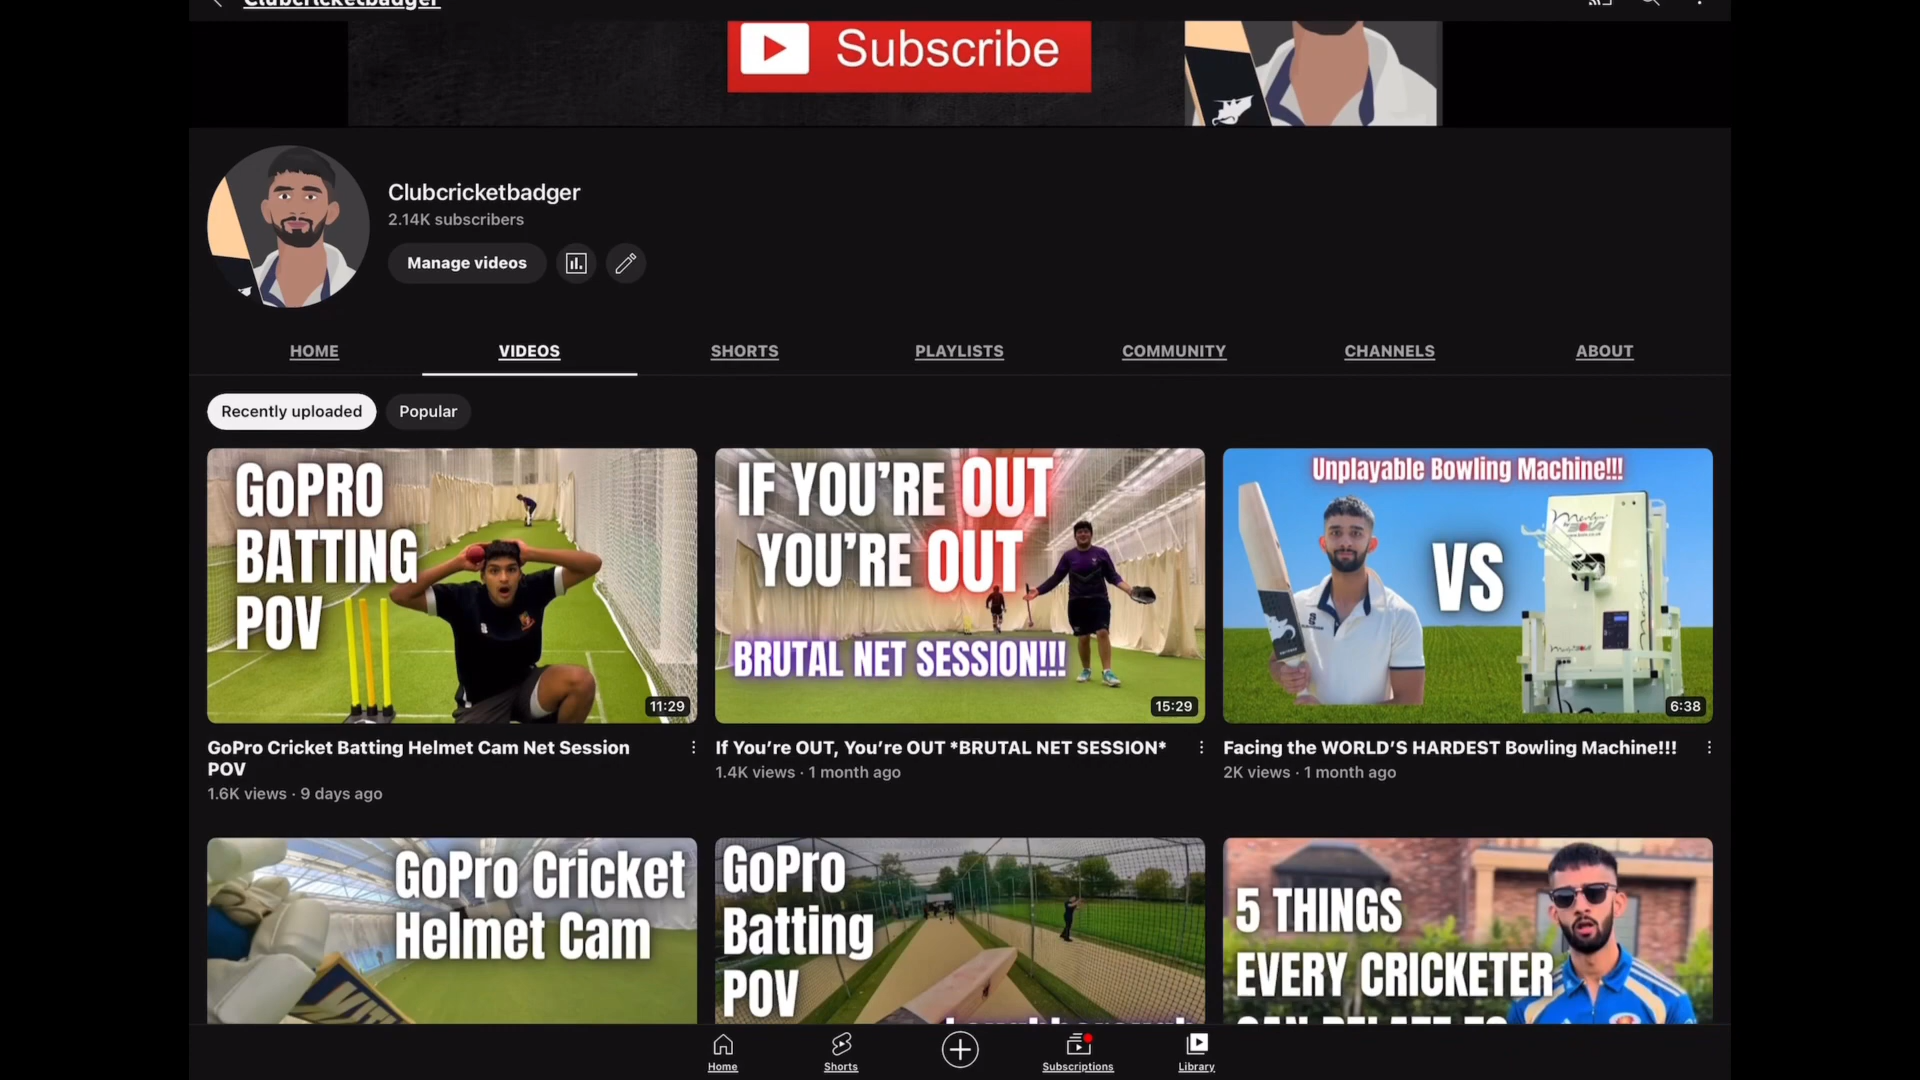 Clubcricketbadger
Subscribe
Clubcricketbadger
2.14K subscribers
Manage videos
HOME
VIDEOS
SHORTS
PLAYLISTS
COMMUNITY
CHANNELS
ABOUT
Recently uploaded
Popular
GoPRO
BATTING
POV
11:29
IF YOU'RE OUT
YOU'RE OUT
BRUTAL NET SESSION!!!
15:29
Unplayable Bowling Machine!!!
VS
Merlyn
BOLA
6:38
GoPro Cricket Batting Helmet Cam Net Session
POV
1.6K views · 9 days ago
If You're OUT, You're OUT *BRUTAL NET SESSION*
1.4K views · 1 month ago
Facing the WORLD'S HARDEST Bowling Machine!!!
2K views · 1 month ago
GoPro Cricket
Helmet Cam
GoPro
Batting
POV
5 THINGS
EVERY CRICKETER
CAN RELATE TO
Home
Shorts
Subscriptions
Library